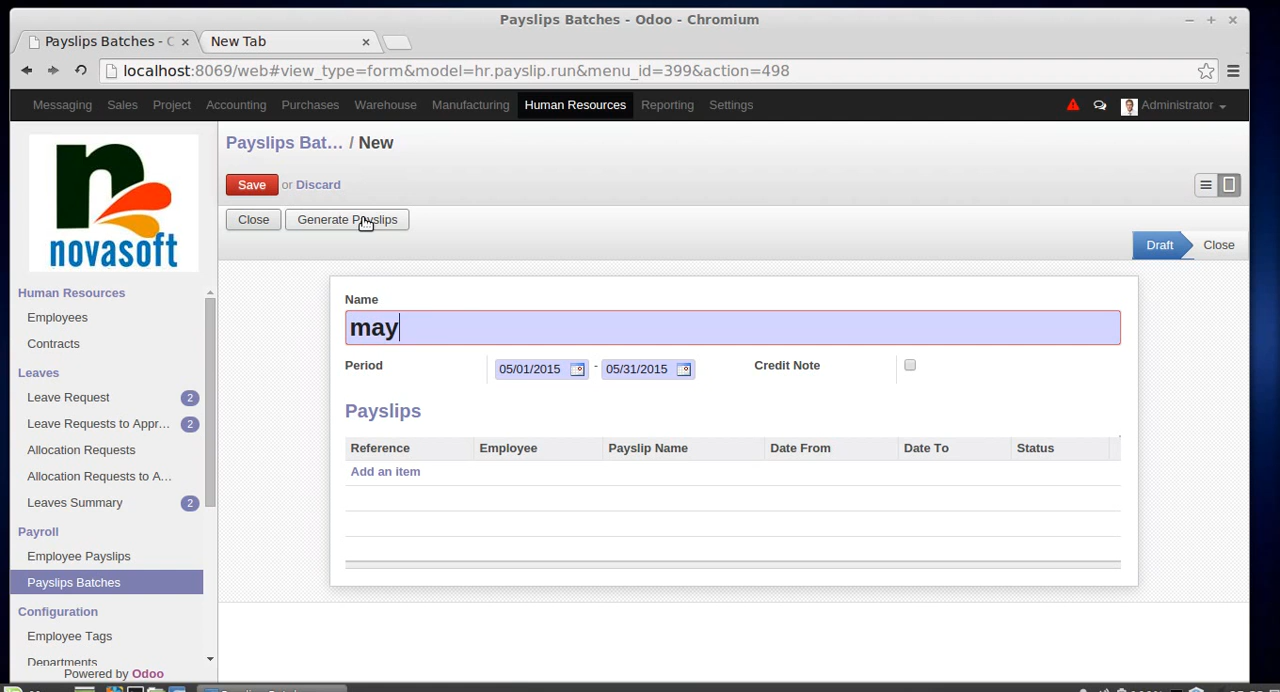 Payslips Batches - Odoo - Chromium
Payslips Batches - C
New Tab
localhost:8069/web#view_type=form&model=hr.payslip.run&menu_id=399&action=498
Messaging Sales Project Accounting Purchases Warehouse Manufacturing Human Resources Reporting Settings Administrator
novasoft
Payslips Bat... / New
Save or Discard
Close Generate Payslips
Draft Close
Human Resources
Employees
Contracts
Leaves
Leave Request 2
Leave Requests to Appr... 2
Allocation Requests
Allocation Requests to A...
Leaves Summary 2
Payroll
Employee Payslips
Payslips Batches
Configuration
Employee Tags
Departments
Powered by Odoo
Name
may
Period 05/01/2015 - 05/31/2015 Credit Note
Payslips
Reference Employee Payslip Name Date From Date To Status
Add an item